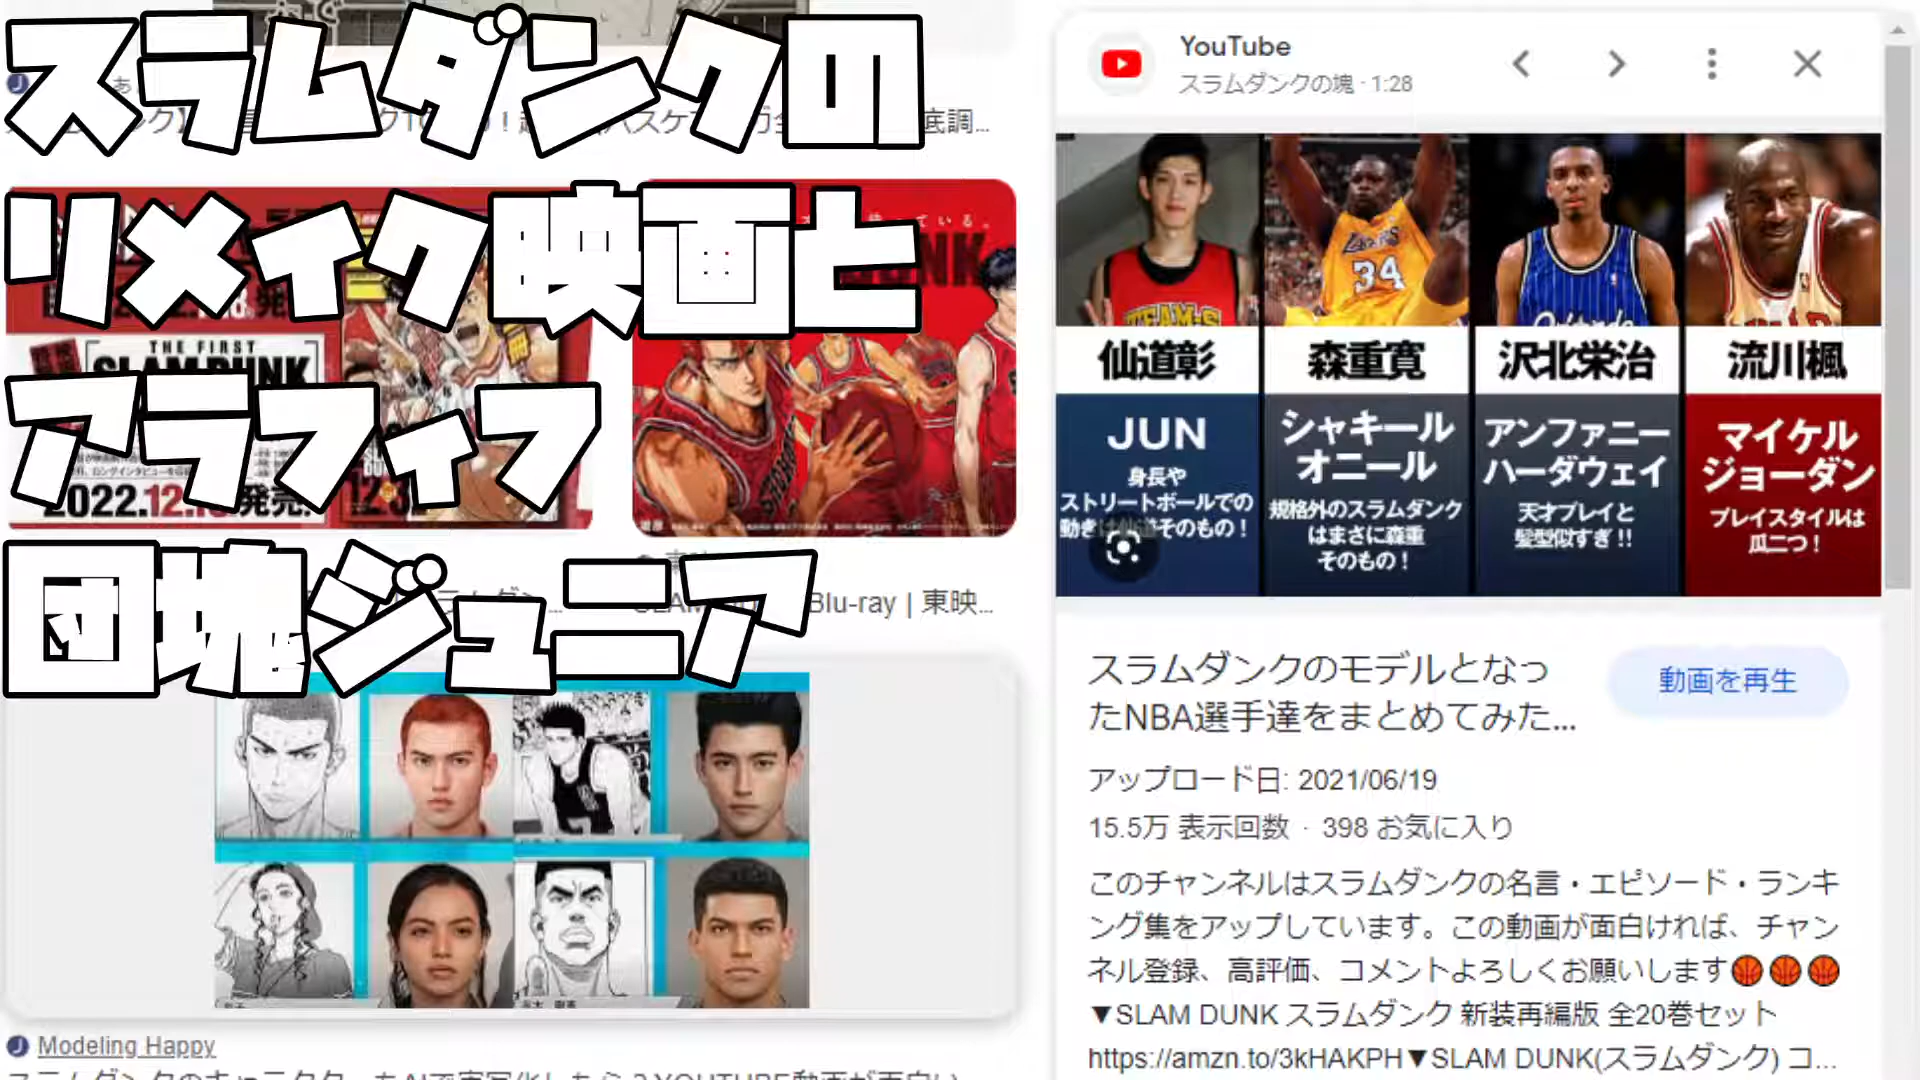 スラムダンクの
リメイク映画と
アラフィフ
団塊ジュニア
底調...
THE FIRST
SLAM DUNK
2022.12.
発売!
Blu-ray | 東映...
Modeling Happy
YouTube
スラムダンクの塊 · 1:28
34
仙道彰
森重寛
沢北栄治
流川楓
JUN
身長や
ストリートボールでの
動きは仙道そのもの!
シャキール
オニール
規格外のスラムダンク
はまさに森重
そのもの!
アンファニー
ハーダウェイ
天才プレイと
髪型似すぎ!!
マイケル
ジョーダン
プレイスタイルは
瓜二つ!
スラムダンクのモデルとなっ
たNBA選手達をまとめてみた...
動画を再生
アップロード日: 2021/06/19
15.5万 表示回数 · 398 お気に入り
このチャンネルはスラムダンクの名言・エピソード・ランキ
ング集をアップしています。この動画が面白ければ、チャン
ネル登録、高評価、コメントよろしくお願いします🏀🏀🏀
▼SLAM DUNK スラムダンク 新装再編版 全20巻セット
https://amzn.to/3kHAKPH▼SLAM DUNK(スラムダンク) コ...